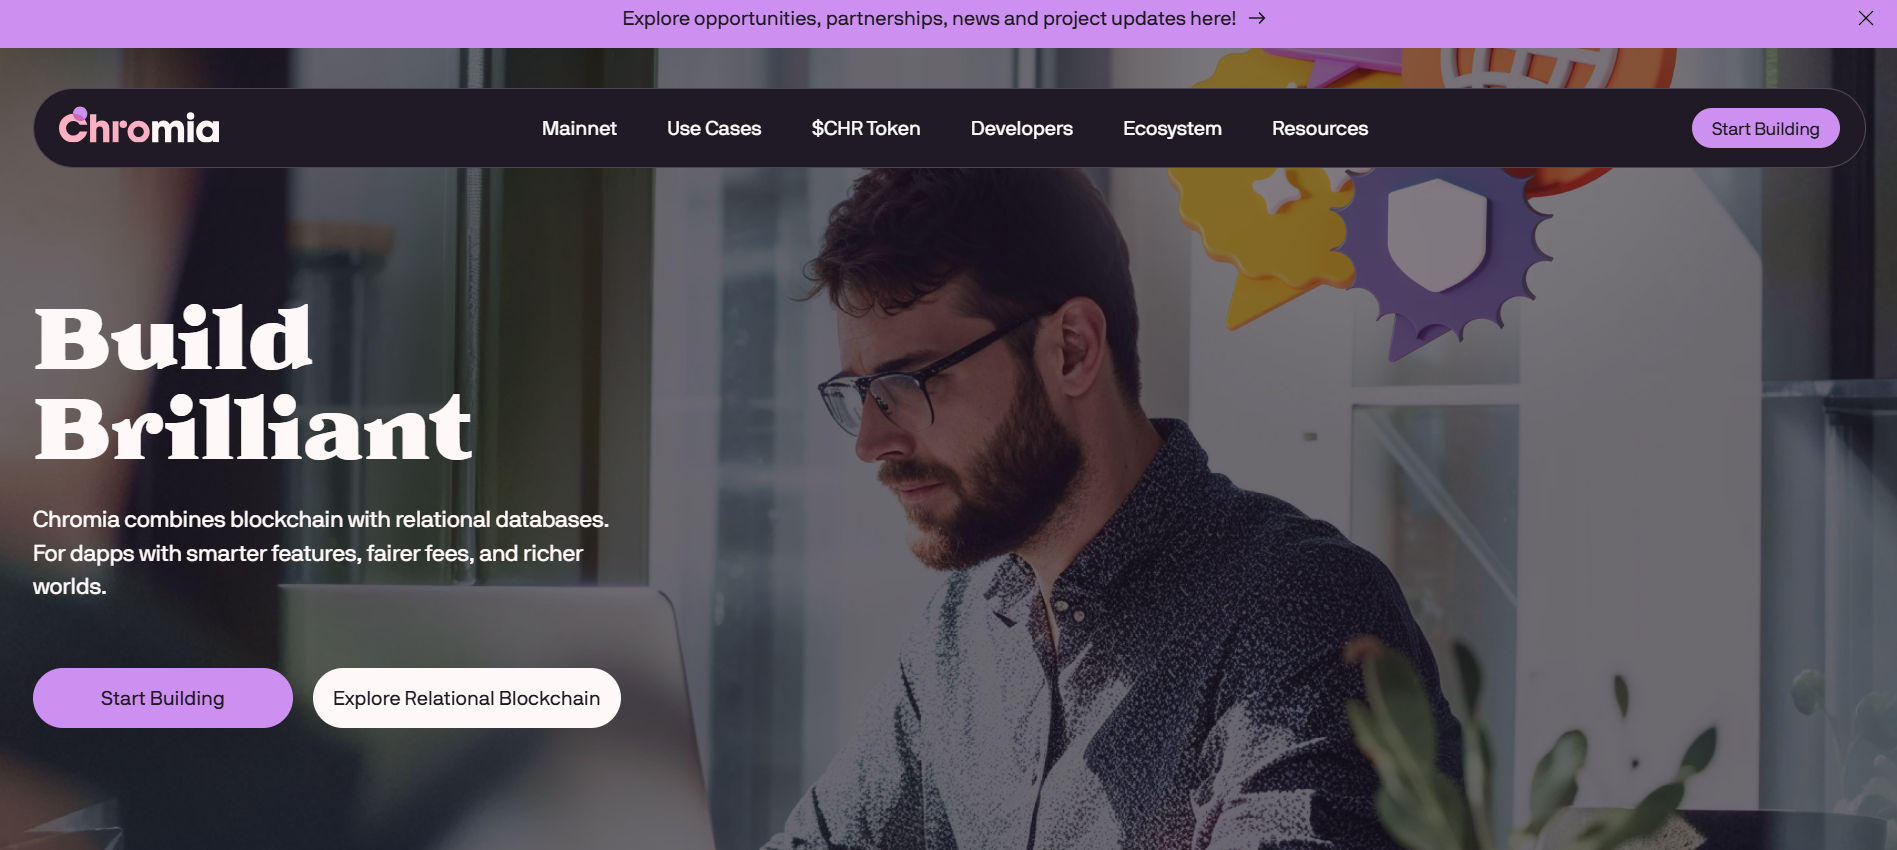 Explore opportunities, partnerships, news and project updates here!
Chromia
Mainnet
Use Cases
$CHR Token
Developers
Ecosystem
Resources
Start Building
Build
Brilliant
Chromia combines blockchain with relational databases.
For dapps with smarter features, fairer fees, and richer
worlds.
Start Building
Explore Relational Blockchain